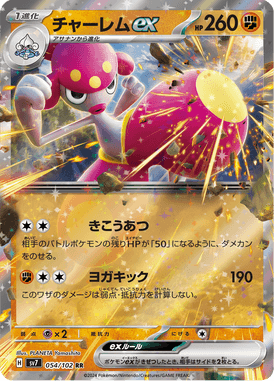 1進化
チャーレムex
HP260
アサナンから進化
きこうあつ
相手のバトルポケモンの残りHPが「50」になるように、ダメカン
をのせる。
ヨガキック 190
このワザのダメージは弱点・抵抗力を計算しない。
弱点 ×2 抵抗力 にげる
Illus. PLANETA Yamashita
H sv7 054/102 RR
exルール
ポケモンexがきぜつしたとき、相手はサイドを2枚とる。
©2024 Pokémon/Nintendo/Creatures/GAME FREAK.